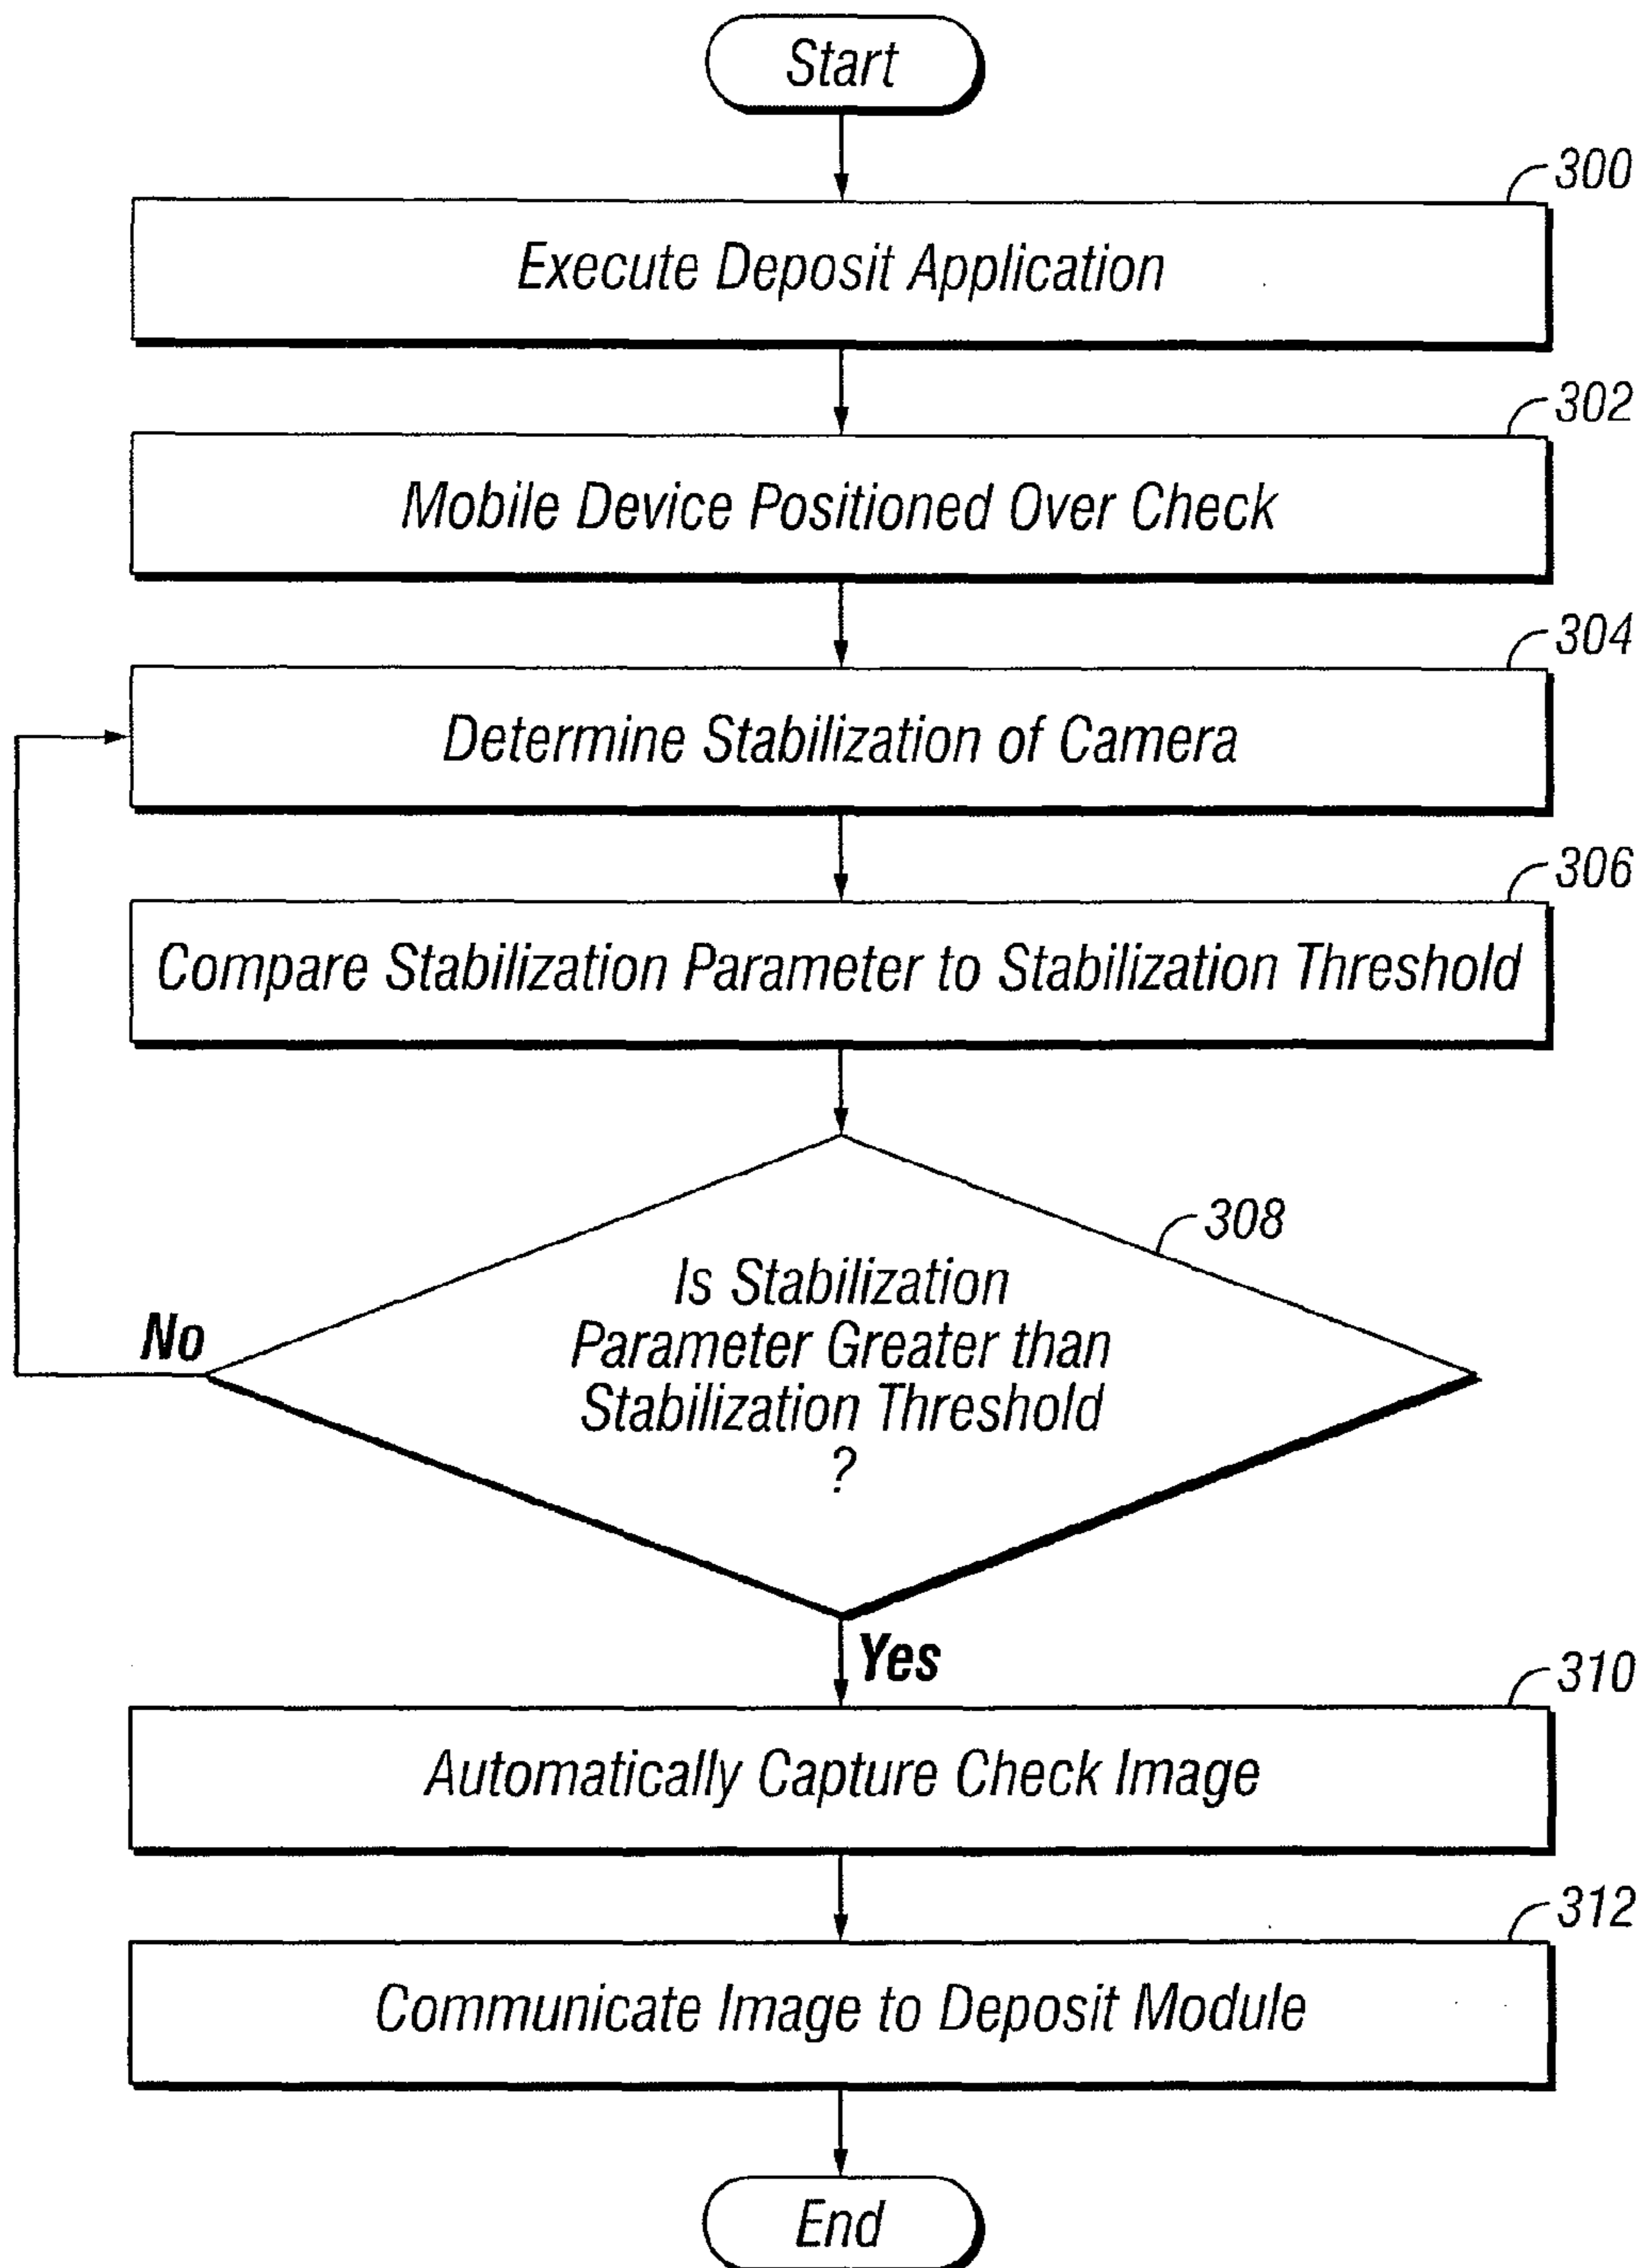 Start
300
Execute Deposit Application
302
Mobile Device Positioned Over Check
304
Determine Stabilization of Camera
306
Compare Stabilization Parameter to Stabilization Threshold
308
Is Stabilization
Parameter Greater than
Stabilization Threshold
?
No
Yes
310
Automatically Capture Check Image
312
Communicate Image to Deposit Module
End